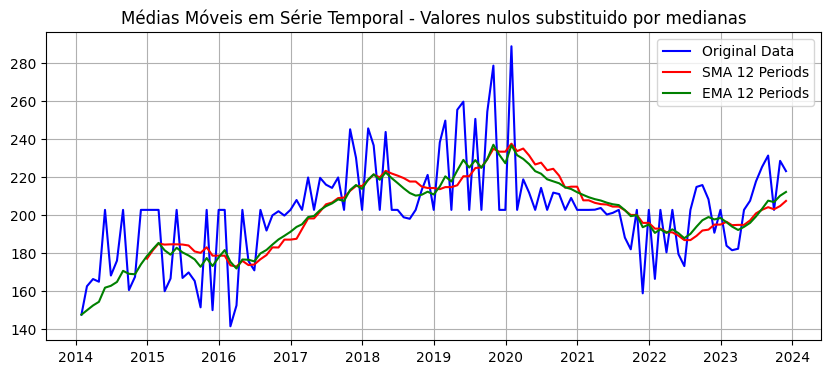 Médias Móveis em Série Temporal - Valores nulos substituido por medianas
Original Data
SMA 12 Periods
EMA 12 Periods
280
260
240
220
200
180
160
140
2014 2015 2016 2017 2018 2019 2020 2021 2022 2023 2024